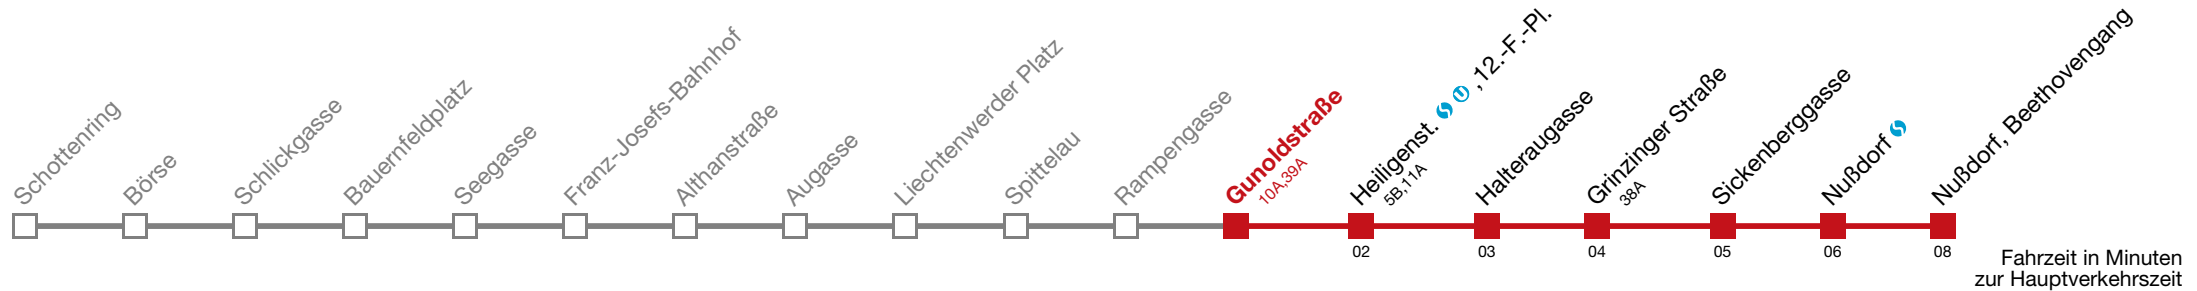 Schottenring
Börse
Schlickgasse
Bauernfeldplatz
Seegasse
Franz-Josefs-Bahnhof
Althanstraße
Augasse
Liechtenwerder Platz
Spittelau
Rampengasse
Gunoldstraße
10A,39A
Heiligenst. S U , 12.-F.-Pl.
5B,11A
Halteraugasse
Grinzinger Straße
38A
Sickenberggasse
Nußdorf S
Nußdorf, Beethovengang
02 03 04 05 06 08
Fahrzeit in Minuten
zur Hauptverkehrszeit